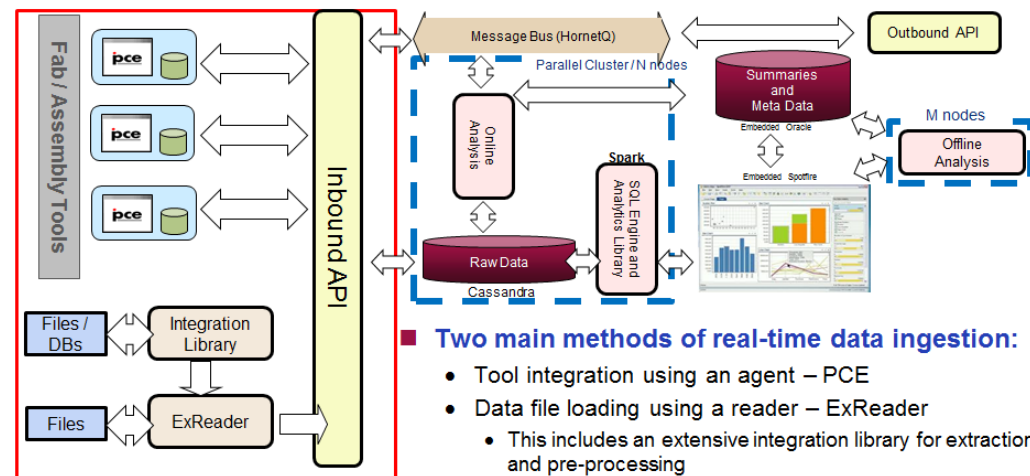 Fab / Assembly Tools
pce
pce
pce
Files /
DBs
Integration
Library
Files
ExReader
Inbound API
Message Bus (HornetQ)
Outbound API
Parallel Cluster / N nodes
Online
Analysis
Spark
SQL Engine and
Analytics Library
Raw Data
Cassandra
Summaries
and
Meta Data
Embedded Oracle
M nodes
Offline
Analysis
Embedded Spotfire
Two main methods of real-time data ingestion:
Tool integration using an agent – PCE
Data file loading using a reader – ExReader
This includes an extensive integration library for extraction
and pre-processing